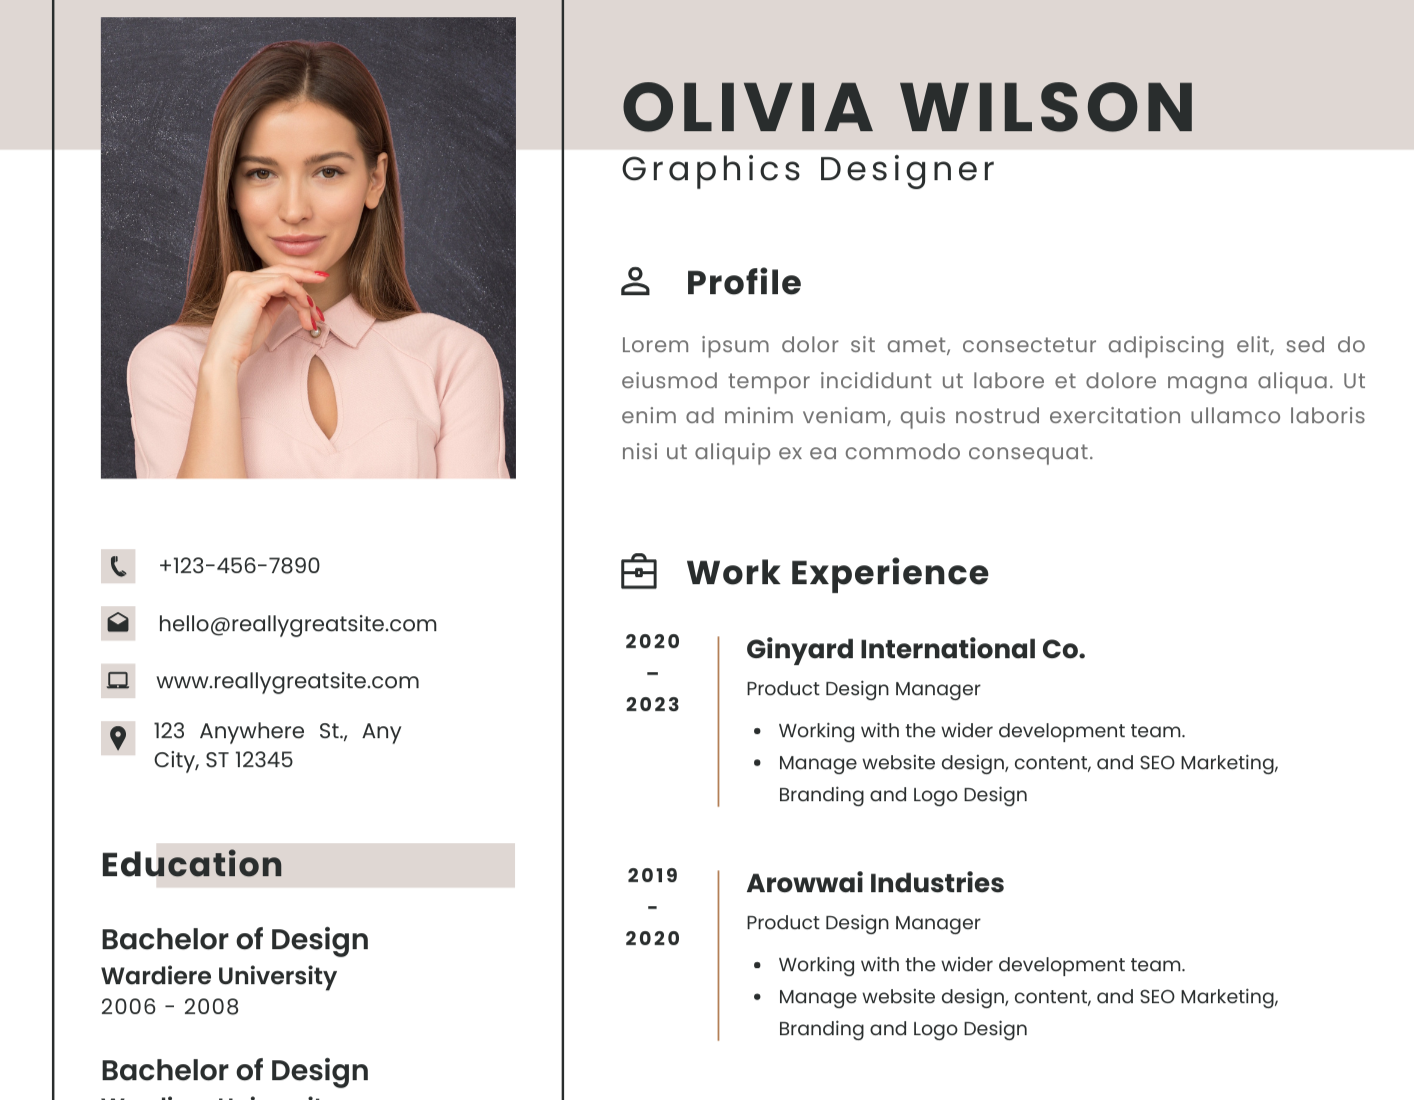 OLIVIA WILSON
Graphics Designer
Profile
Lorem ipsum dolor sit amet, consectetur adipiscing elit, sed do
eiusmod tempor incididunt ut labore et dolore magna aliqua. Ut
enim ad minim veniam, quis nostrud exercitation ullamco laboris
nisi ut aliquip ex ea commodo consequat.
+123-456-7890
hello@reallygreatsite.com
www.reallygreatsite.com
123 Anywhere St., Any
City, ST 12345
Education
Bachelor of Design
Wardiere University
2006 - 2008
Bachelor of Design
Work Experience
2020
–
2023
Ginyard International Co.
Product Design Manager
• Working with the wider development team.
• Manage website design, content, and SEO Marketing,
Branding and Logo Design
2019
-
2020
Arowwai Industries
Product Design Manager
• Working with the wider development team.
• Manage website design, content, and SEO Marketing,
Branding and Logo Design